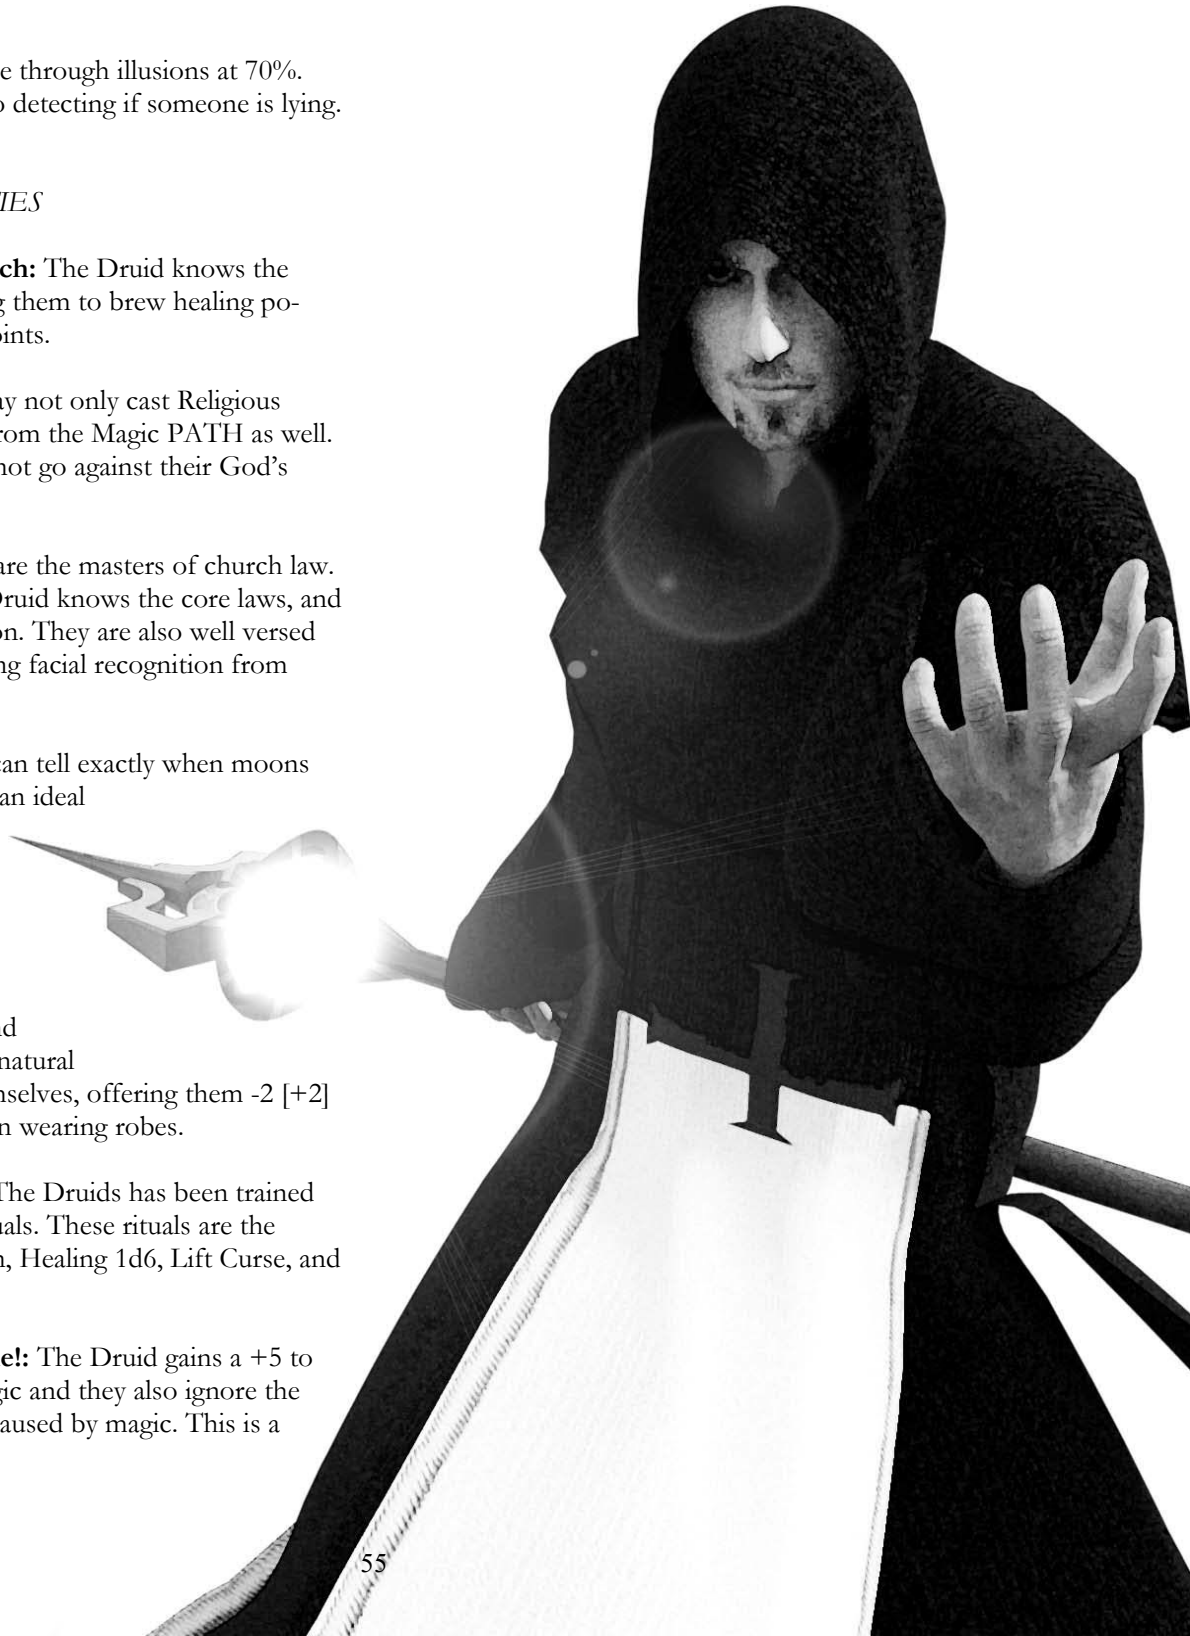 e through illusions at 70%.
o detecting if someone is lying.
TIES
ch: The Druid knows the
g them to brew healing po-
oints.
ay not only cast Religious
rom the Magic PATH as well.
not go against their God's
are the masters of church law.
Druid knows the core laws, and
on. They are also well versed
ng facial recognition from
can tell exactly when moons
an ideal
nd
natural
nselves, offering them -2 [+2]
n wearing robes.
The Druids has been trained
uals. These rituals are the
n, Healing 1d6, Lift Curse, and
e!: The Druid gains a +5 to
gic and they also ignore the
aused by magic. This is a
55